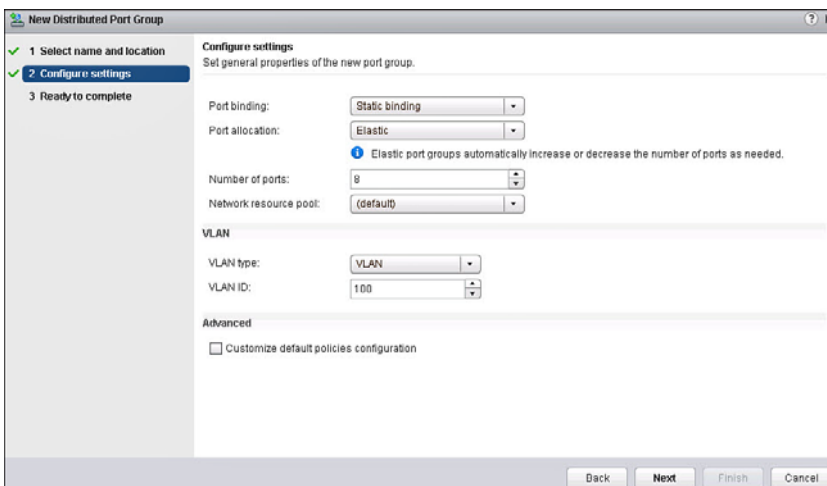 New Distributed Port Group
1 Select name and location
2 Configure settings
3 Ready to complete
Configure settings
Set general properties of the new port group.
Port binding: Static binding
Port allocation: Elastic
Elastic port groups automatically increase or decrease the number of ports as needed.
Number of ports: 8
Network resource pool: (default)
VLAN
VLAN type: VLAN
VLAN ID: 100
Advanced
Customize default policies configuration
Back Next Finish Cancel